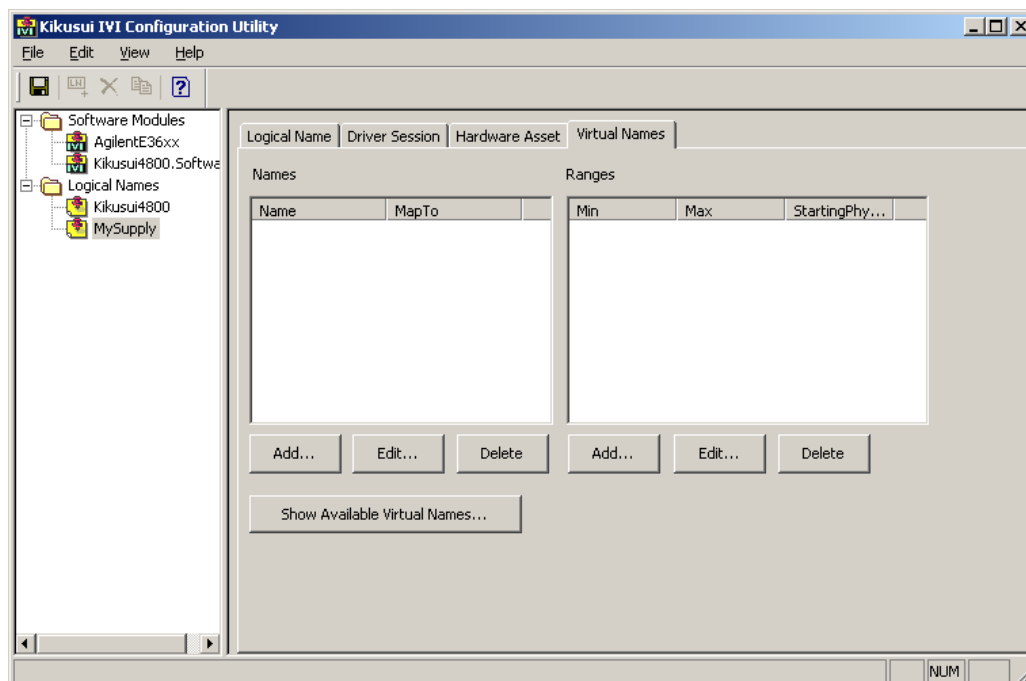 Kikusui IVI Configuration Utility
File Edit View Help
Software Modules
AgilentE36xx
Kikusui4800.Softwa
Logical Names
Kikusui4800
MySupply
Logical Name Driver Session Hardware Asset Virtual Names
Names Ranges
Name MapTo Min Max StartingPhy...
Add... Edit... Delete Add... Edit... Delete
Show Available Virtual Names...
NUM